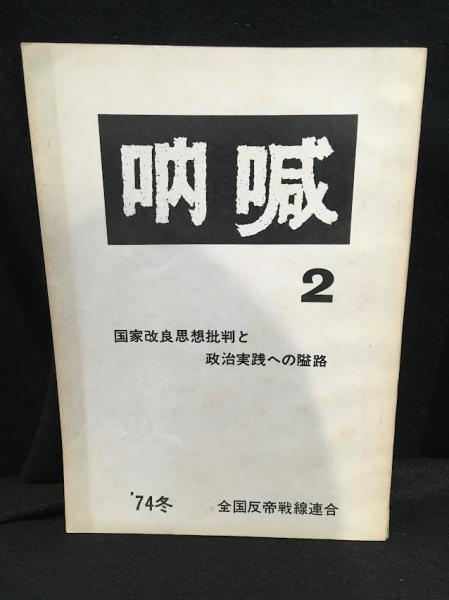 吶喊
2
国家改良思想批判と
政治実践への隘路
'74冬 全国反帝戦線連合